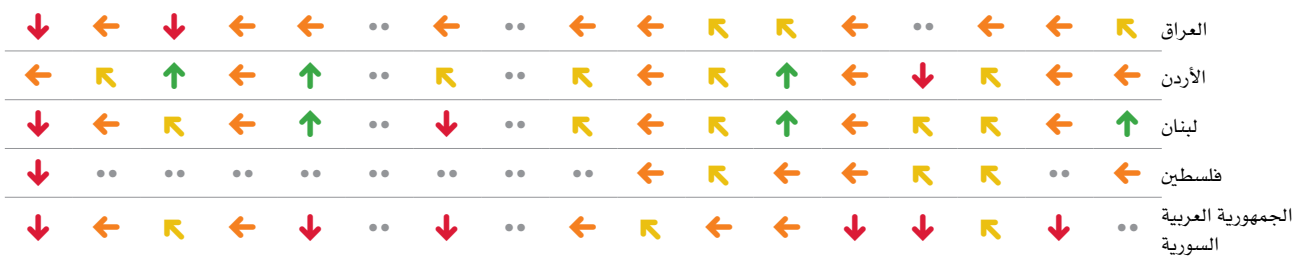 العراق
الأردن
لبنان
فلسطين
الجمهورية العربية
السورية